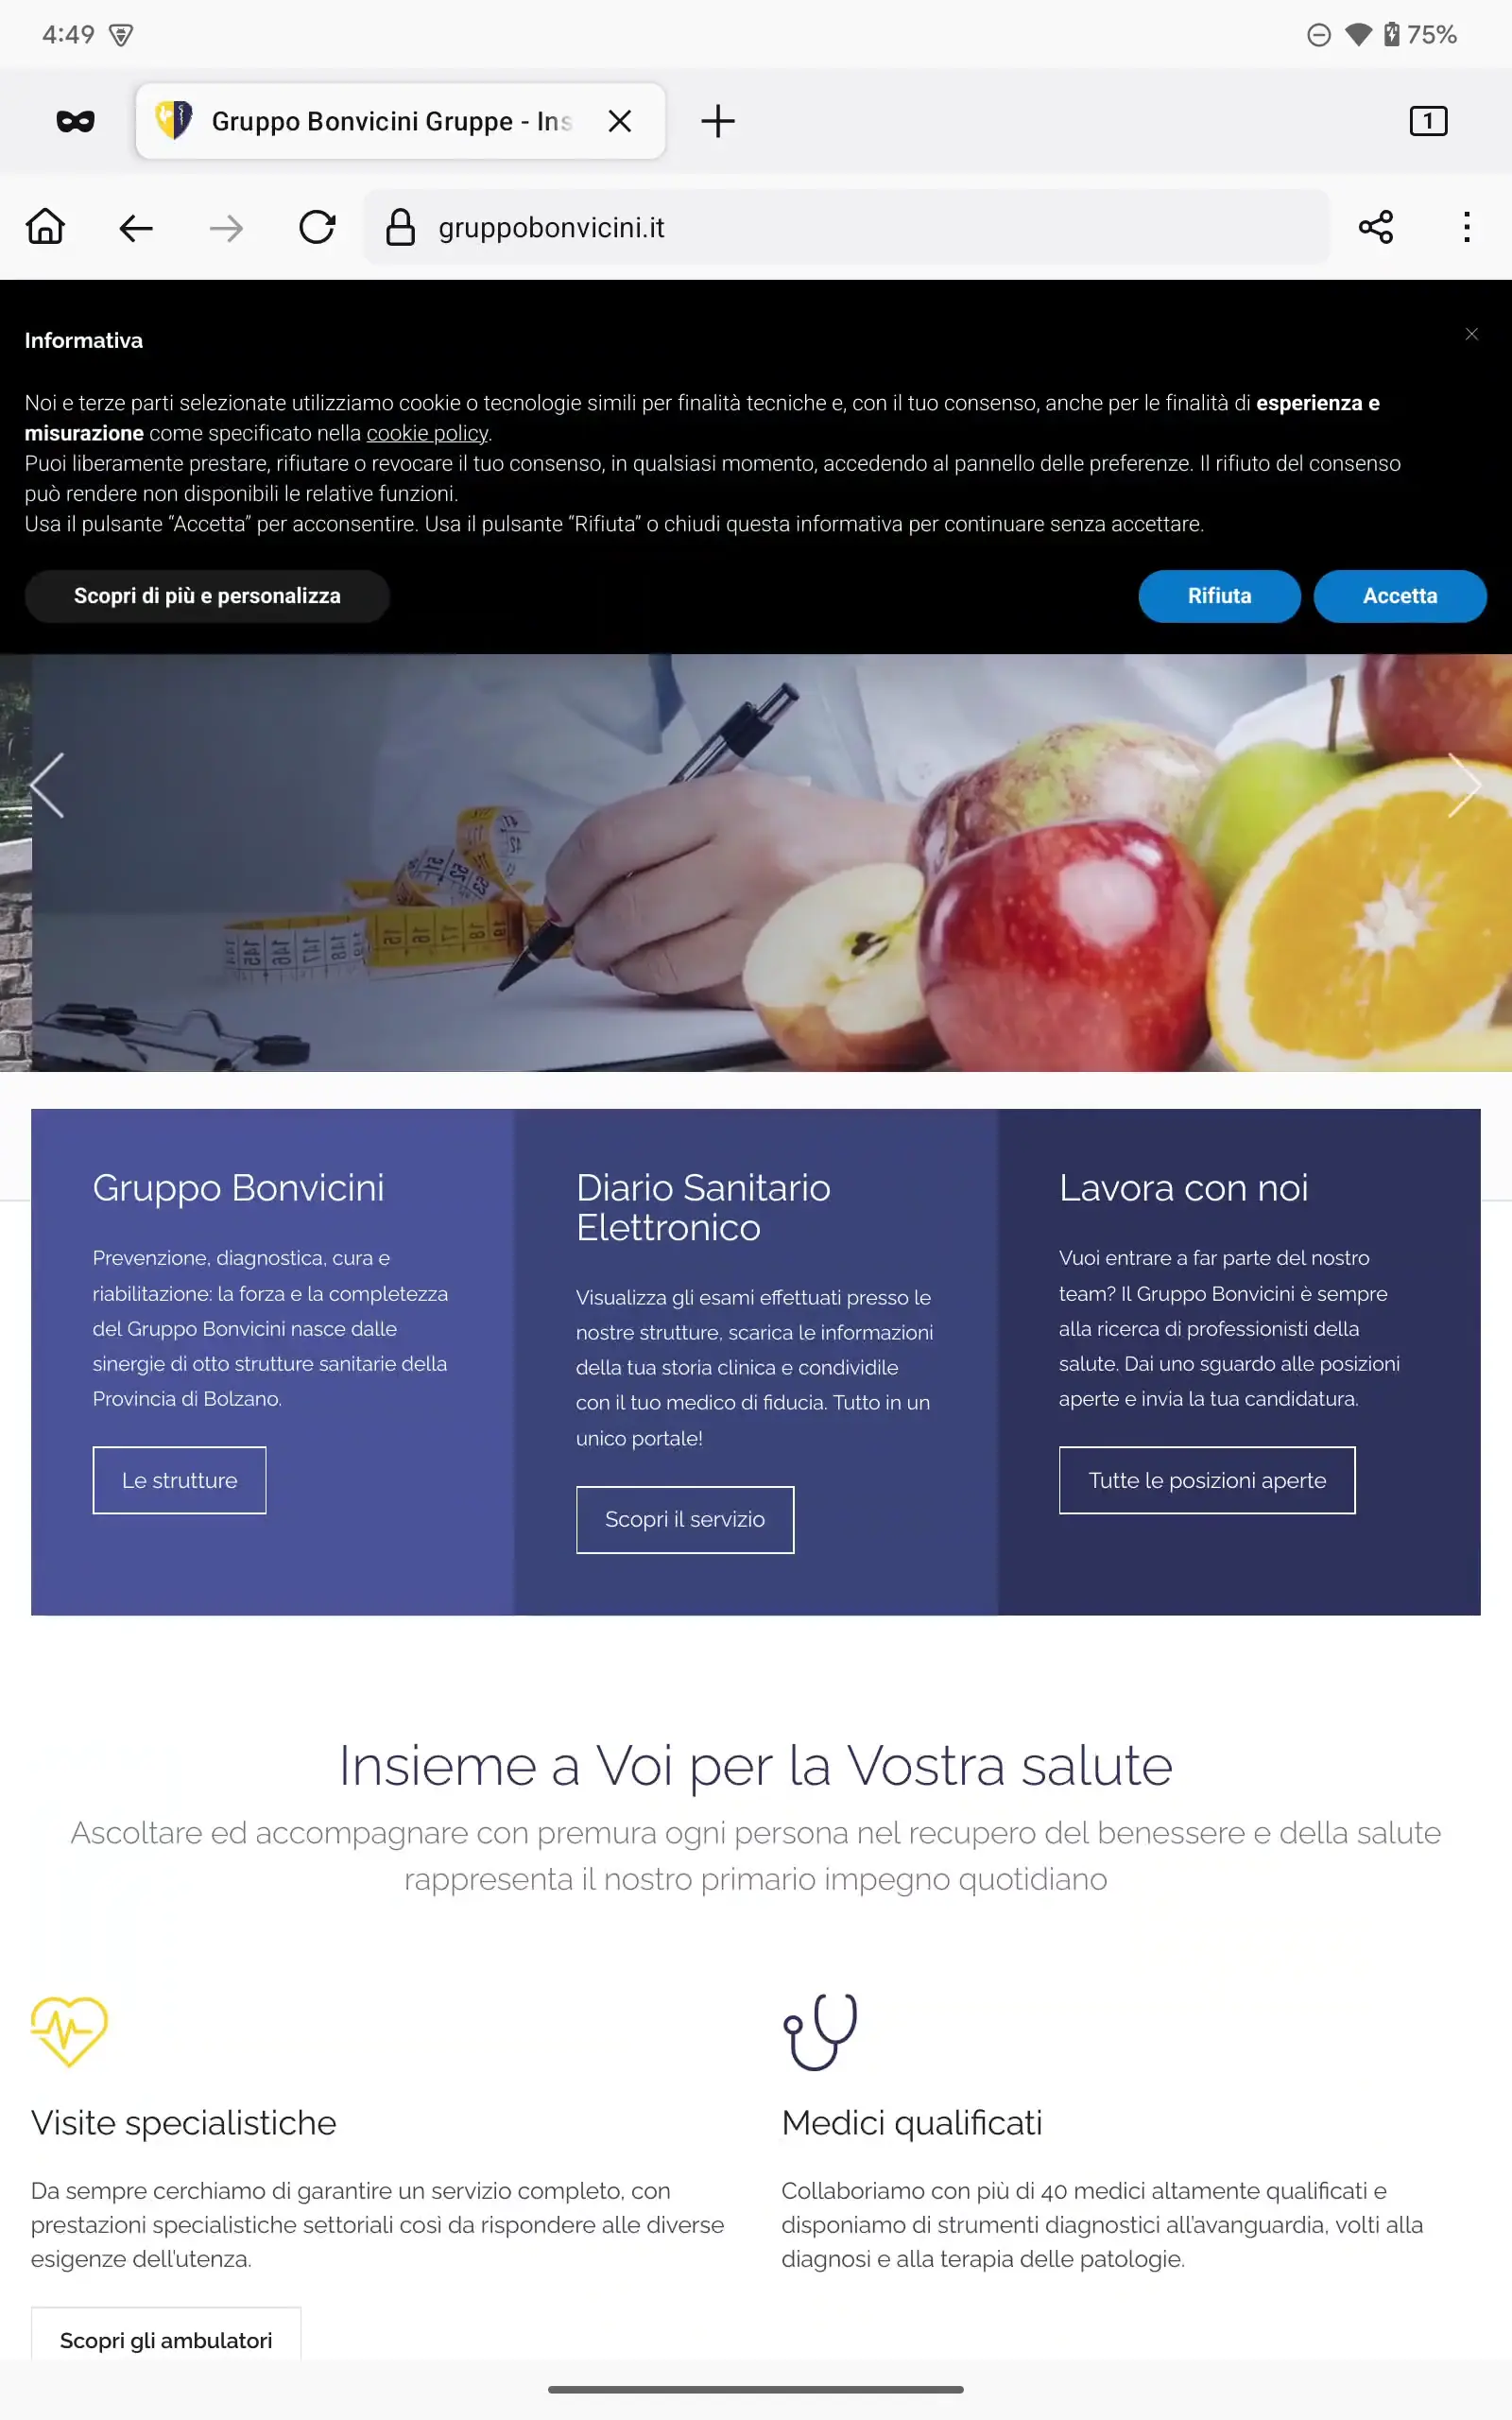 4:49
75%
Gruppo Bonvicini Gruppe - Ins
1
gruppobonvicini.it
Informativa
Noi e terze parti selezionate utilizziamo cookie o tecnologie simili per finalità tecniche e, con il tuo consenso, anche per le finalità di esperienza e
misurazione come specificato nella cookie policy.
Puoi liberamente prestare, rifiutare o revocare il tuo consenso, in qualsiasi momento, accedendo al pannello delle preferenze. Il rifiuto del consenso
può rendere non disponibili le relative funzioni.
Usa il pulsante “Accetta” per acconsentire. Usa il pulsante “Rifiuta” o chiudi questa informativa per continuare senza accettare.
Scopri di più e personalizza
Rifiuta
Accetta
Gruppo Bonvicini
Prevenzione, diagnostica, cura e
riabilitazione: la forza e la completezza
del Gruppo Bonvicini nasce dalle
sinergie di otto strutture sanitarie della
Provincia di Bolzano.
Le strutture
Diario Sanitario
Elettronico
Visualizza gli esami effettuati presso le
nostre strutture, scarica le informazioni
della tua storia clinica e condividile
con il tuo medico di fiducia. Tutto in un
unico portale!
Scopri il servizio
Lavora con noi
Vuoi entrare a far parte del nostro
team? Il Gruppo Bonvicini è sempre
alla ricerca di professionisti della
salute. Dai uno sguardo alle posizioni
aperte e invia la tua candidatura.
Tutte le posizioni aperte
Insieme a Voi per la Vostra salute
Ascoltare ed accompagnare con premura ogni persona nel recupero del benessere e della salute
rappresenta il nostro primario impegno quotidiano
Visite specialistiche
Da sempre cerchiamo di garantire un servizio completo, con
prestazioni specialistiche settoriali così da rispondere alle diverse
esigenze dell'utenza.
Scopri gli ambulatori
Medici qualificati
Collaboriamo con più di 40 medici altamente qualificati e
disponiamo di strumenti diagnostici all'avanguardia, volti alla
diagnosi e alla terapia delle patologie.